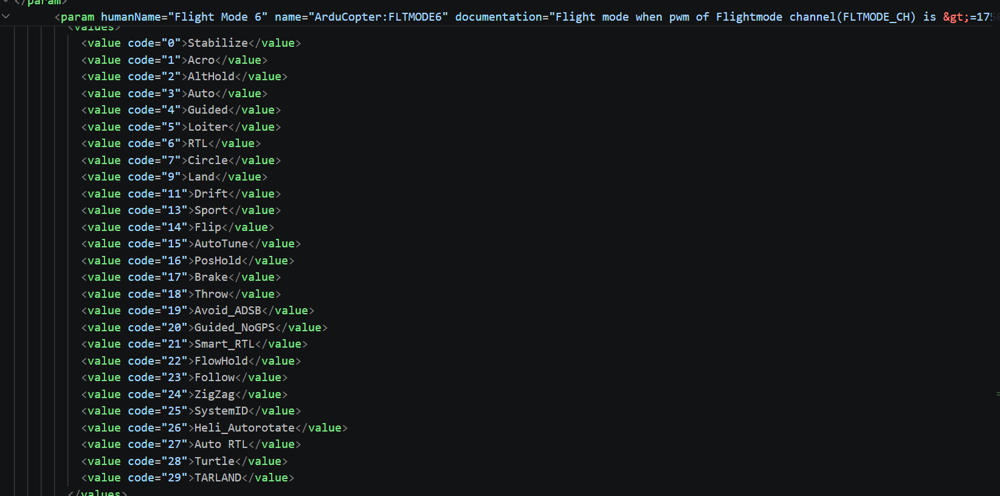 </param>
<param humanName="Flight Mode 6" name="ArduCopter:FLTMODE6" documentation="Flight mode when pwm of Flightmode channel(FLTMODE_CH) is &gt;=1750
<values>
<value code="0">Stabilize</value>
<value code="1">Acro</value>
<value code="2">AltHold</value>
<value code="3">Auto</value>
<value code="4">Guided</value>
<value code="5">Loiter</value>
<value code="6">RTL</value>
<value code="7">Circle</value>
<value code="9">Land</value>
<value code="11">Drift</value>
<value code="13">Sport</value>
<value code="14">Flip</value>
<value code="15">AutoTune</value>
<value code="16">PosHold</value>
<value code="17">Brake</value>
<value code="18">Throw</value>
<value code="19">Avoid_ADSB</value>
<value code="20">Guided_NoGPS</value>
<value code="21">Smart_RTL</value>
<value code="22">FlowHold</value>
<value code="23">Follow</value>
<value code="24">ZigZag</value>
<value code="25">SystemID</value>
<value code="26">Heli_Autorotate</value>
<value code="27">Auto RTL</value>
<value code="28">Turtle</value>
<value code="29">TARLAND</value>
</values>